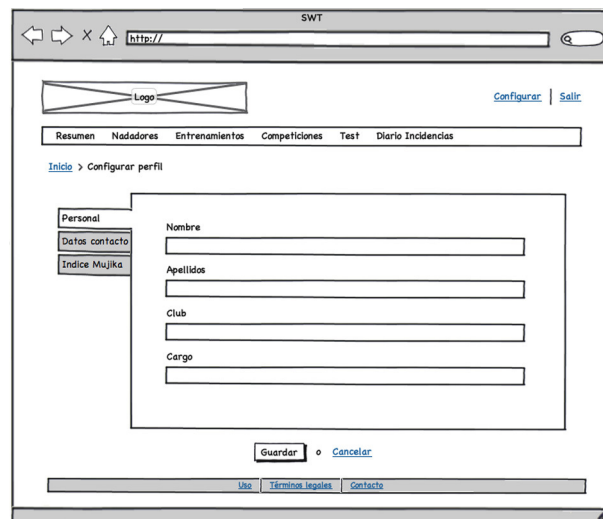 SWT
http://
Logo
Configurar Salir
Resumen Nadadores Entrenamientos Competiciones Test Diario Incidencias
Inicio > Configurar perfil
Personal
Datos contacto
Indice Mujika
Nombre
Apellidos
Club
Cargo
Guardar o Cancelar
Uso Términos legales Contacto